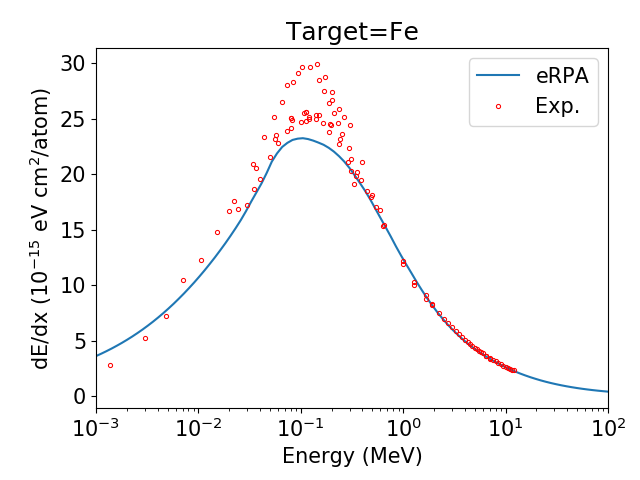 Target=Fe
eRPA
Exp.
dE/dx (10⁻¹⁵ eV cm²/atom)
30
25
20
15
10
5
0
10⁻³ 10⁻² 10⁻¹ 10⁰ 10¹ 10²
Energy (MeV)